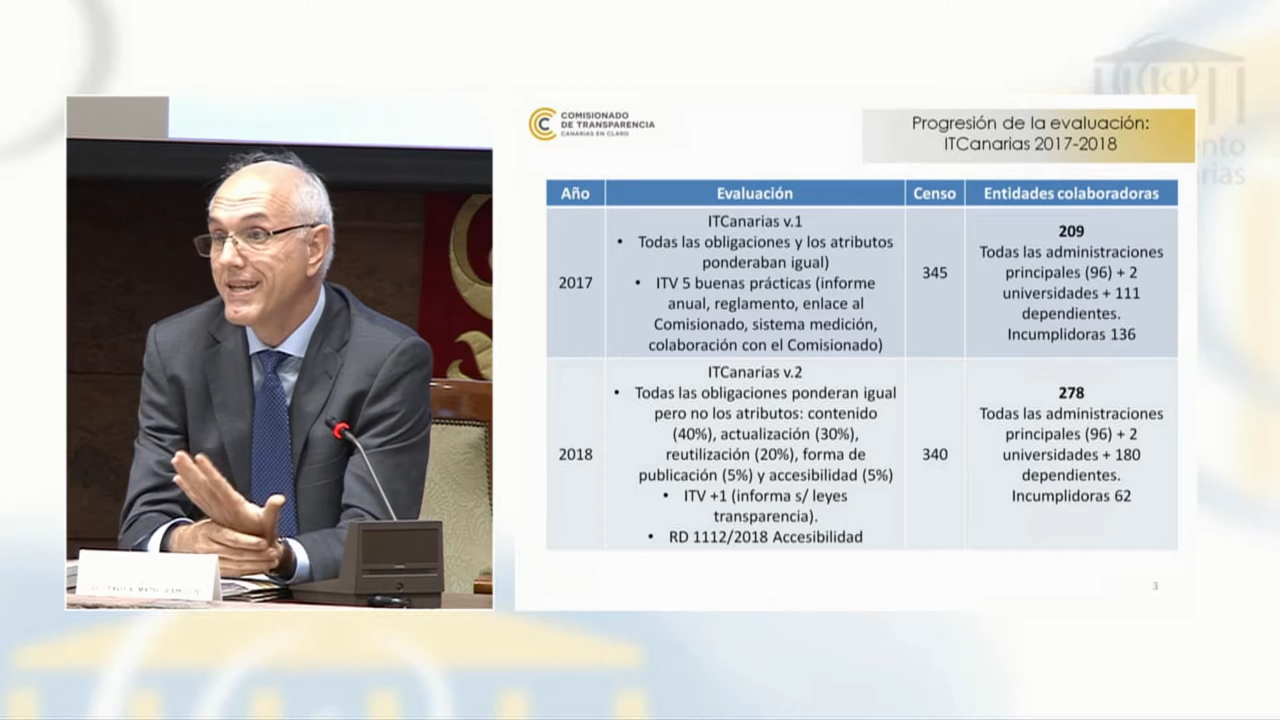 COMISIONADO
DE TRANSPARENCIA
CANARIAS EN CLARO
Progresión de la evaluación:
ITCanarias 2017-2018
Año
Evaluación
Censo
Entidades colaboradoras
2017
ITCanarias v.1
• Todas las obligaciones y los atributos
ponderaban igual)
• ITV 5 buenas prácticas (informe
anual, reglamento, enlace al
Comisionado, sistema medición,
colaboración con el Comisionado)
345
209
Todas las administraciones
principales (96) + 2
universidades + 111
dependientes.
Incumplidoras 136
2018
ITCanarias v.2
• Todas las obligaciones ponderan igual
pero no los atributos: contenido
(40%), actualización (30%),
reutilización (20%), forma de
publicación (5%) y accesibilidad (5%)
• ITV +1 (informa s/ leyes
transparencia).
• RD 1112/2018 Accesibilidad
340
278
Todas las administraciones
principales (96) + 2
universidades + 180
dependientes.
Incumplidoras 62
3